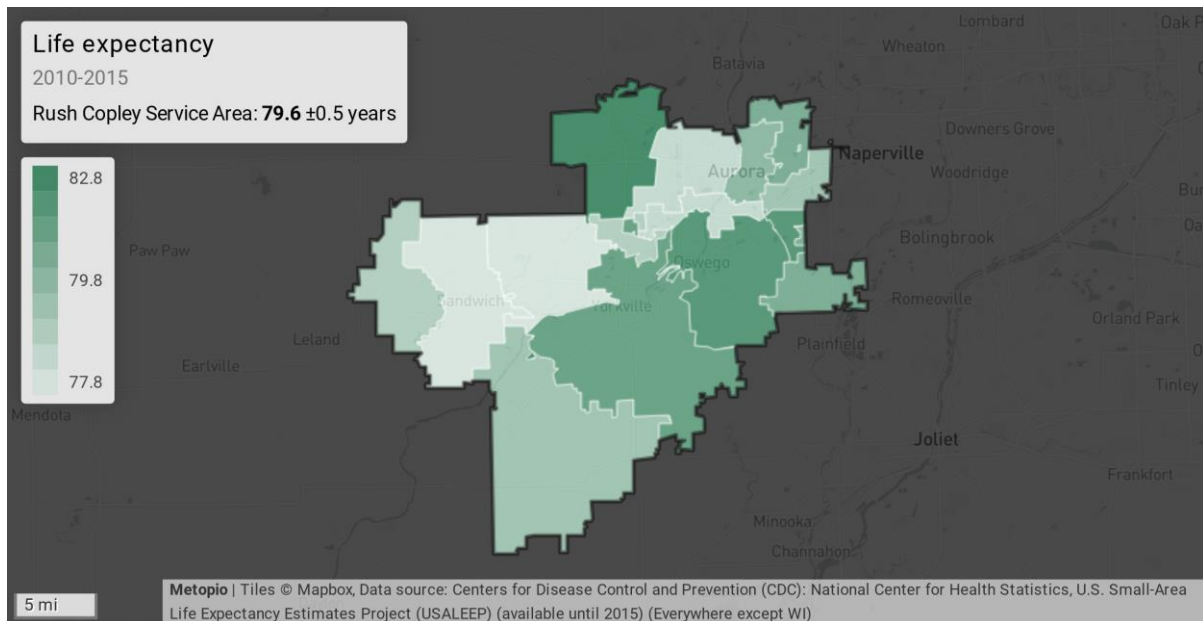 Life expectancy
2010-2015
Rush Copley Service Area: 79.6 ±0.5 years
82.8
79.8
77.8
Lombard
Oak
Wheaton
Batavia
Downers Grove
Naperville
Woodridge
Aurora
Bolingbrook
Paw Paw
Oswego
Sandwich
Yorkville
Romeoville
Orland Park
Leland
Plainfield
Earlville
Tinley
Mendota
Joliet
Frankfort
Minooka
Channahon
5 mi
Metopio | Tiles © Mapbox, Data source: Centers for Disease Control and Prevention (CDC): National Center for Health Statistics, U.S. Small-Area
Life Expectancy Estimates Project (USALEEP) (available until 2015) (Everywhere except WI)